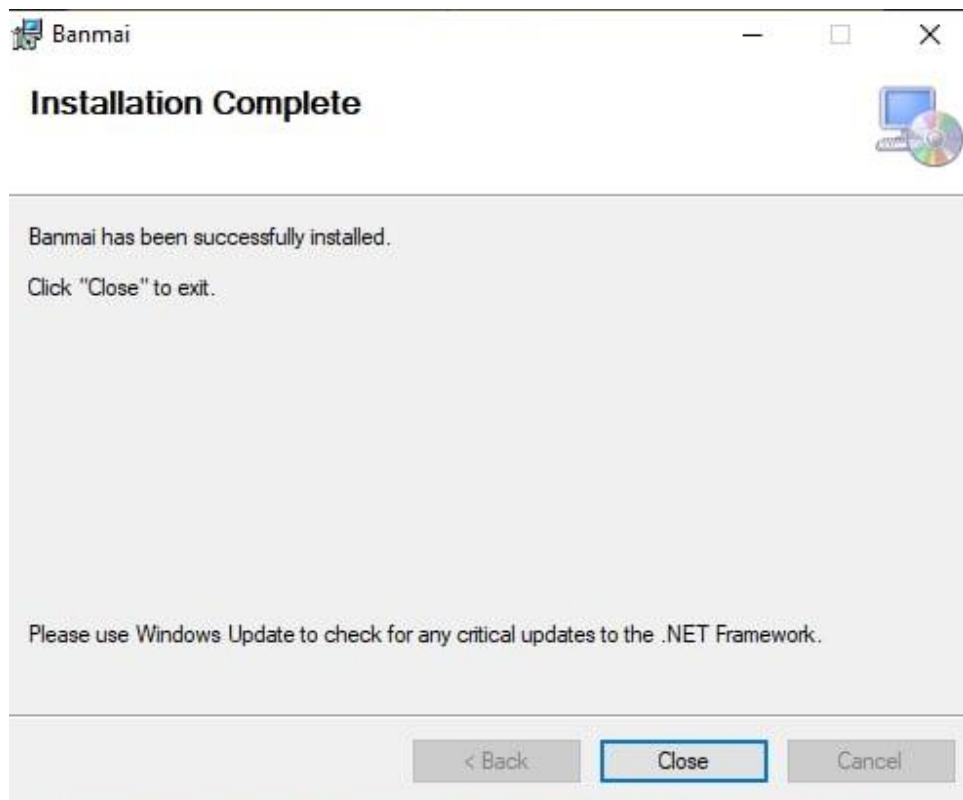 Banmai
Installation Complete
Banmai has been successfully installed.
Click "Close" to exit.
Please use Windows Update to check for any critical updates to the .NET Framework.
< Back
Close
Cancel